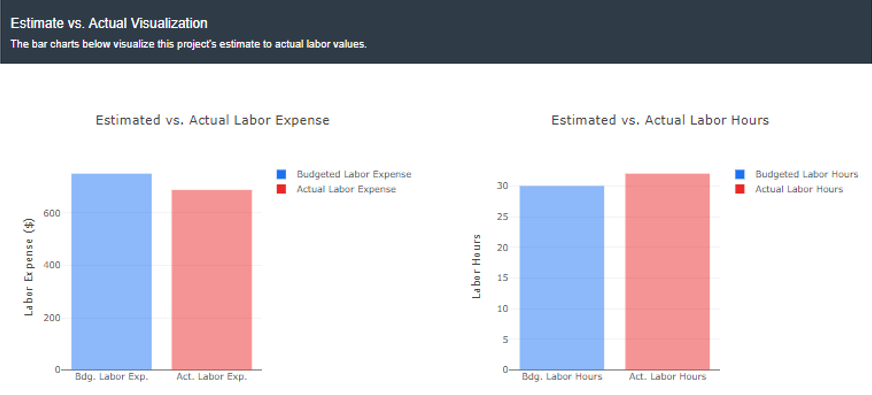 Estimate vs. Actual Visualization
The bar charts below visualize this project's estimate to actual labor values.
Estimated vs. Actual Labor Expense
Budgeted Labor Expense
Actual Labor Expense
600
400
200
0
Labor Expense ($)
Bdg. Labor Exp.
Act. Labor Exp.
Estimated vs. Actual Labor Hours
Budgeted Labor Hours
Actual Labor Hours
30
25
20
15
10
5
0
Labor Hours
Bdg. Labor Hours
Act. Labor Hours